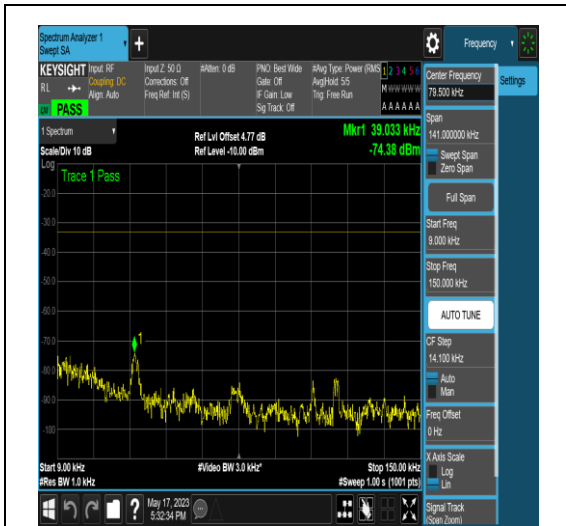 Spectrum Analyzer 1
Swept SA
+
Frequency
KEYSIGHT
Input: RF
Input Z: 50 Ω
#Atten: 0 dB
PNO: Best Wide
#Avg Type: Power (RMS
1 2 3 4 5 6
RL
Coupling: DC
Corrections: Off
Gate: Off
Avg|Hold: 5/5
M W W W W W
Align: Auto
Freq Ref: Int (S)
IF Gain: Low
Trig: Free Run
PASS
Sig Track: Off
A A A A A A
1 Spectrum
Ref Lvl Offset 4.77 dB
Mkr1 39.033 kHz
Scale/Div 10 dB
Ref Level -10.00 dBm
-74.38 dBm
Log
Trace 1 Pass
-20.0
-30.0
-40.0
-50.0
-60.0
-70.0
1
-80.0
-90.0
-100
Start 9.00 kHz
#Video BW 3.0 kHz*
Stop 150.00 kHz
#Res BW 1.0 kHz
#Sweep 1.00 s (1001 pts)
May 17, 2023
5:32:34 PM
Center Frequency
79.500 kHz
Settings
Span
141.000000 kHz
Swept Span
Zero Span
Full Span
Start Freq
9.000 kHz
Stop Freq
150.000 kHz
AUTO TUNE
CF Step
14.100 kHz
Auto
Man
Freq Offset
0 Hz
X Axis Scale
Log
Lin
Signal Track
(Span Zoom)